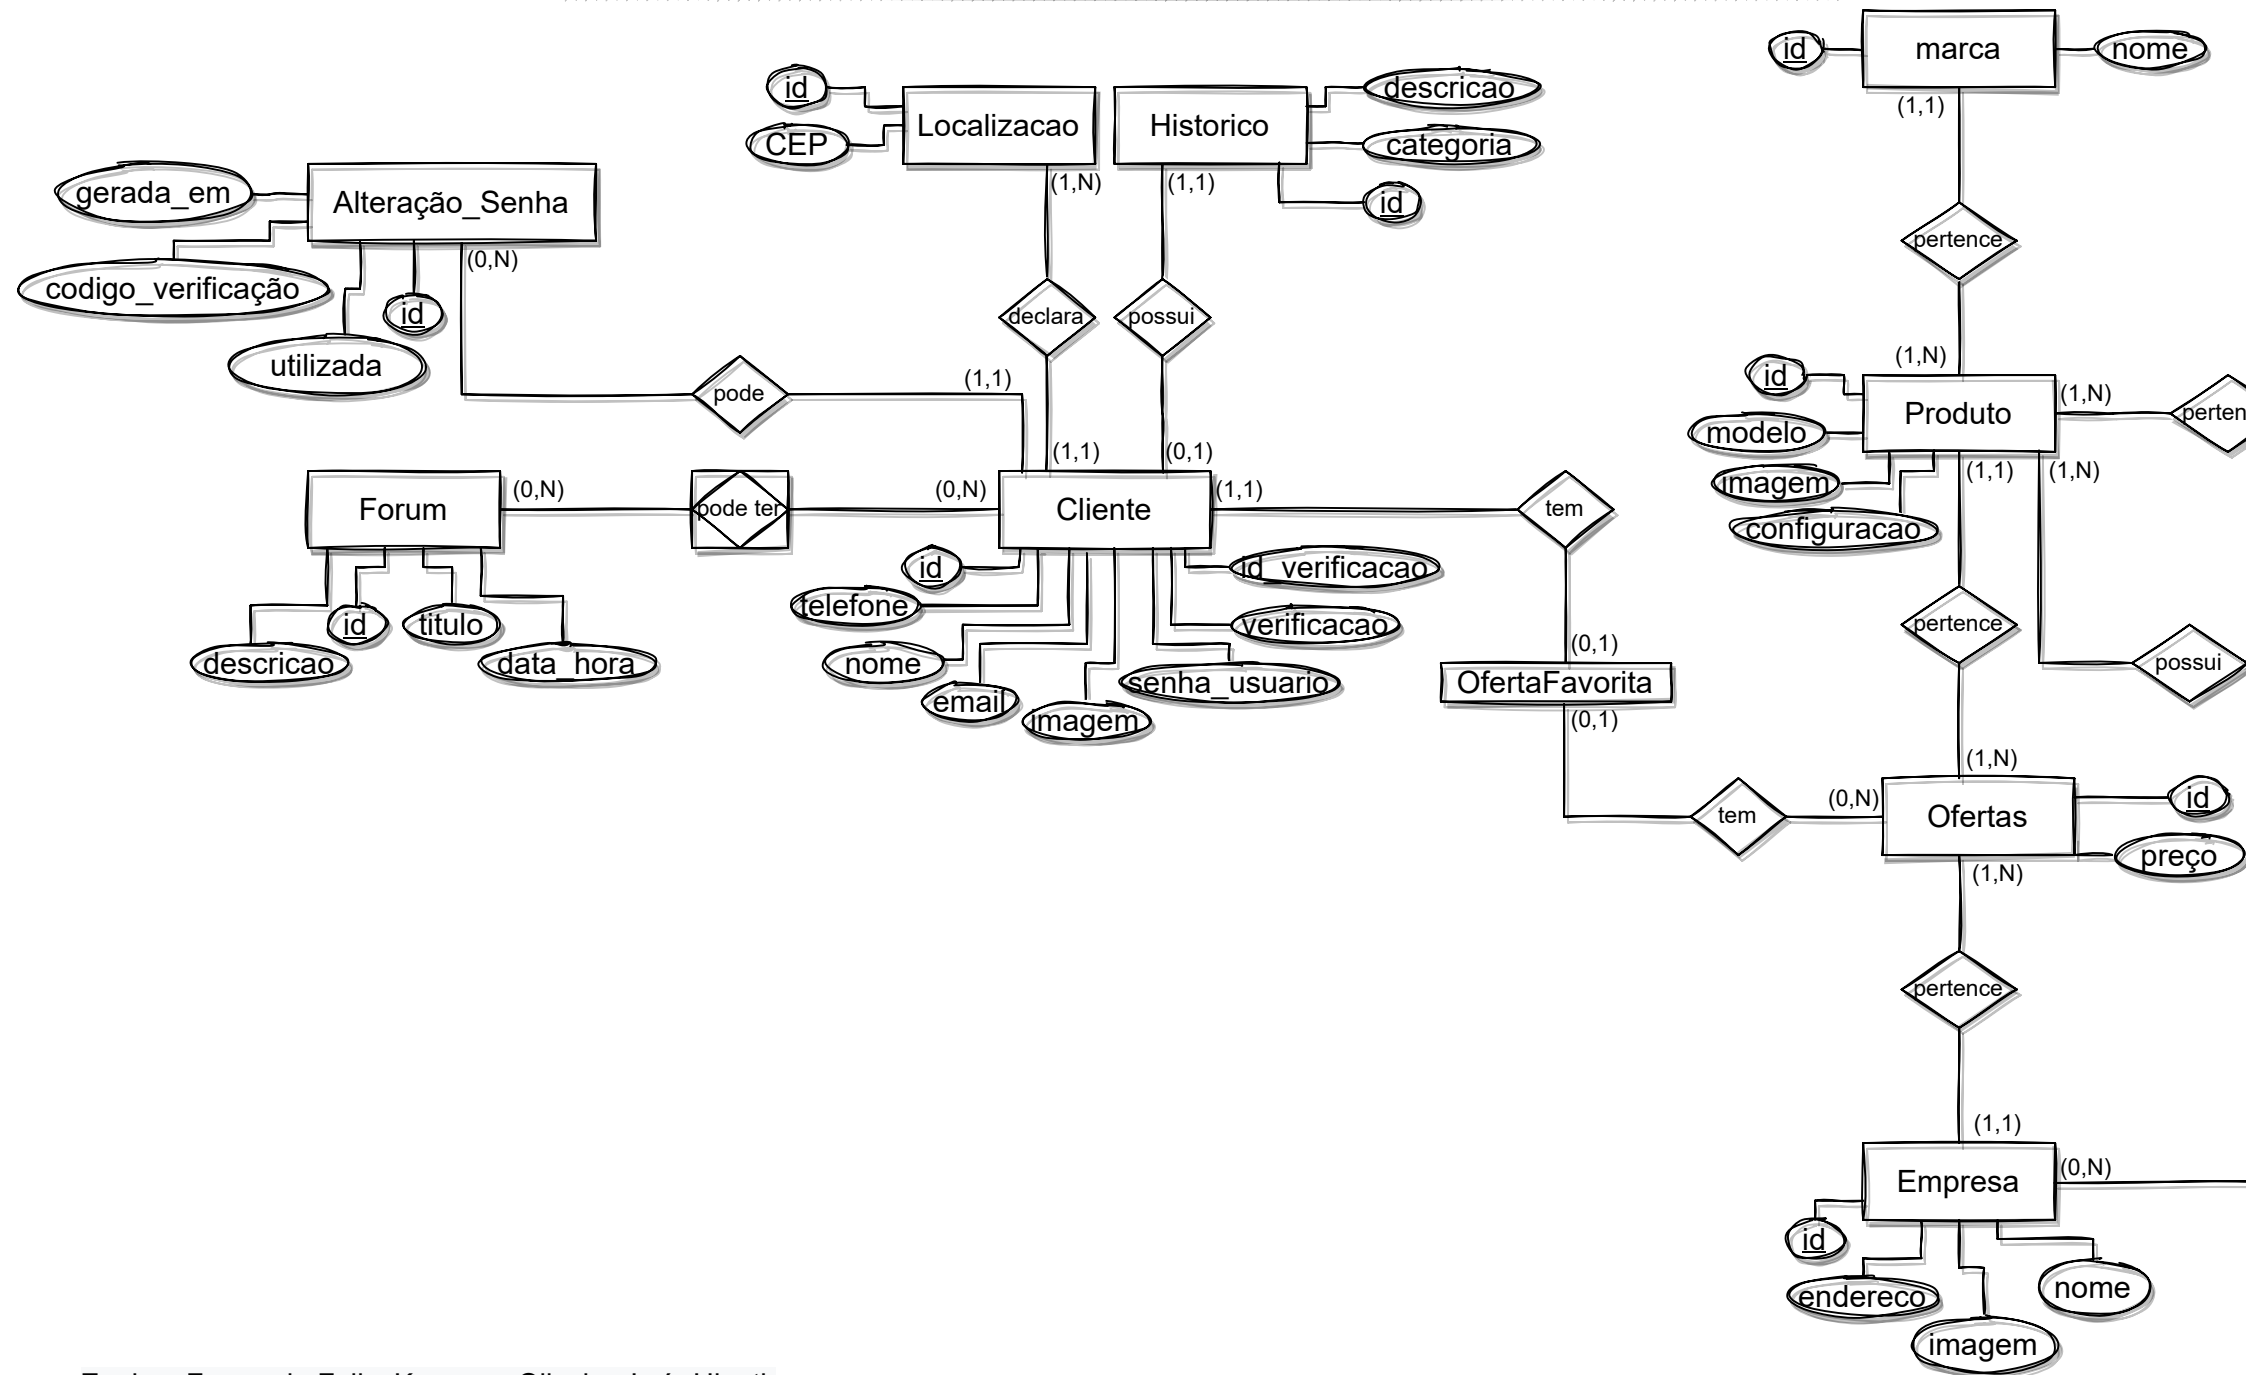 marca
id
nome
(1,1)
id
CEP
Localizacao
Historico
descricao
categoria
id
(1,N)
(1,1)
gerada_em
Alteração_Senha
codigo_verificação
id
utilizada
(0,N)
declara
possui
pertence
pode
(1,1)
(1,1)
(0,1)
(1,N)
id
Produto
modelo
imagem
configuracao
(1,N)
(1,1)
(1,N)
Forum
(0,N)
pode ter
(0,N)
Cliente
(1,1)
tem
id
titulo
descricao
data_hora
id
telefone
nome
email
imagem
senha_usuario
verificacao
id_verificacao
pertence
possui
(0,1)
OfertaFavorita
(0,1)
tem
(0,N)
(1,N)
Ofertas
id
preço
(1,N)
pertence
(1,1)
Empresa
(0,N)
id
endereco
imagem
nome